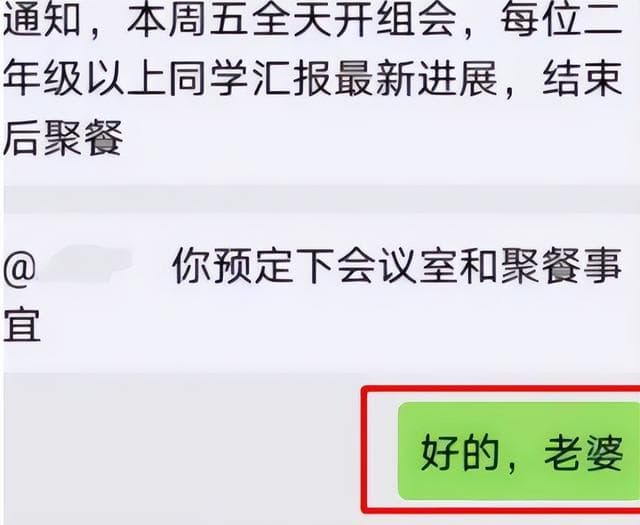 通知，本周五全天开组会，每位二
年级以上同学汇报最新进展，结束
后聚餐
@ 你预定下会议室和聚餐事
宜
好的，老婆